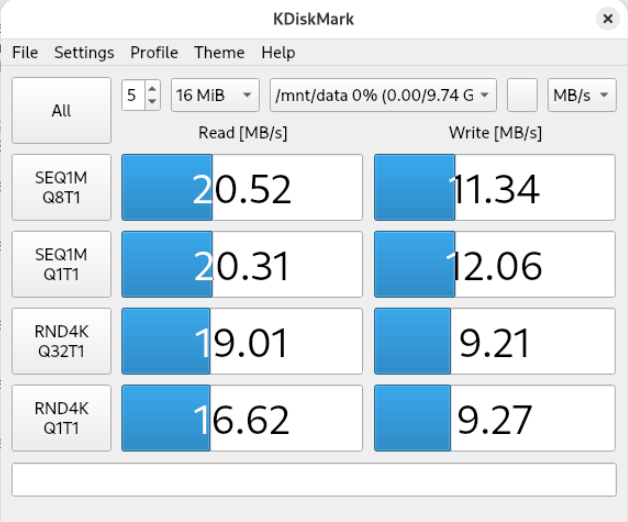 KDiskMark
File Settings Profile Theme Help
All 5 16 MiB /mnt/data 0% (0.00/9.74 G MB/s
Read [MB/s] Write [MB/s]
SEQ1M
Q8T1 20.52 11.34
SEQ1M
Q1T1 20.31 12.06
RND4K
Q32T1 19.01 9.21
RND4K
Q1T1 16.62 9.27